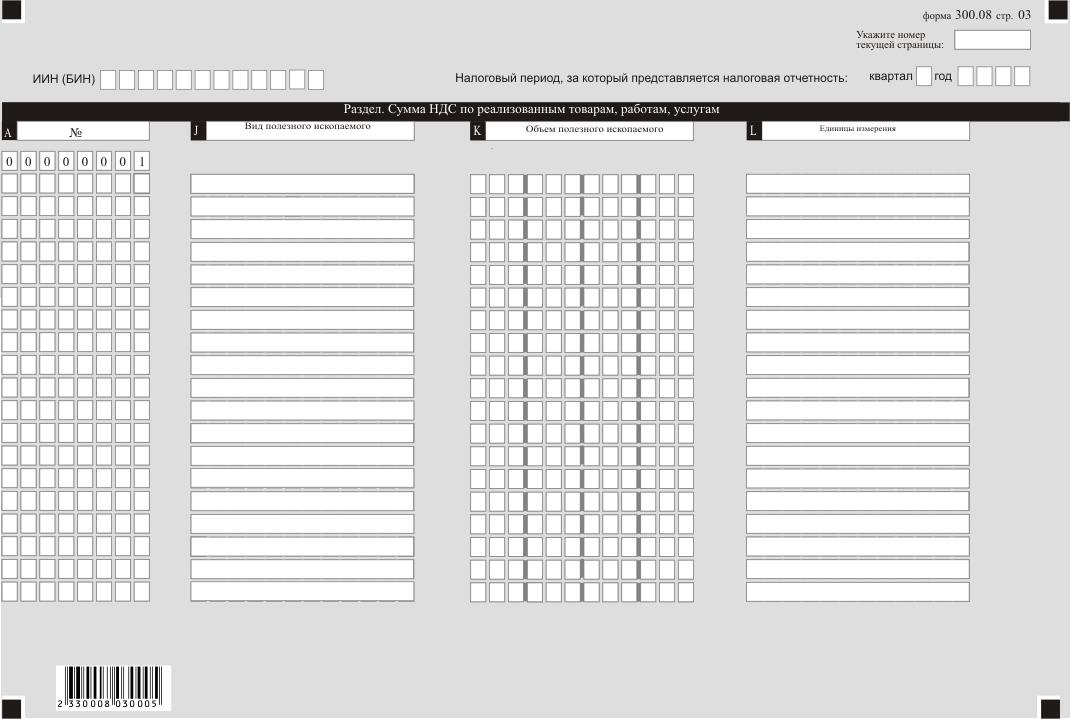 форма 300.08 стр. 03
Укажите номер
текущей страницы:
ИИН (БИН)
Налоговый период, за который представляется налоговая отчетность: квартал год
Раздел. Сумма НДС по реализованным товарам, работам, услугам
A №
J Вид полезного ископаемого
K Объем полезного ископаемого
L Единицы измерения
0 0 0 0 0 0 0 1
2 330008 030005